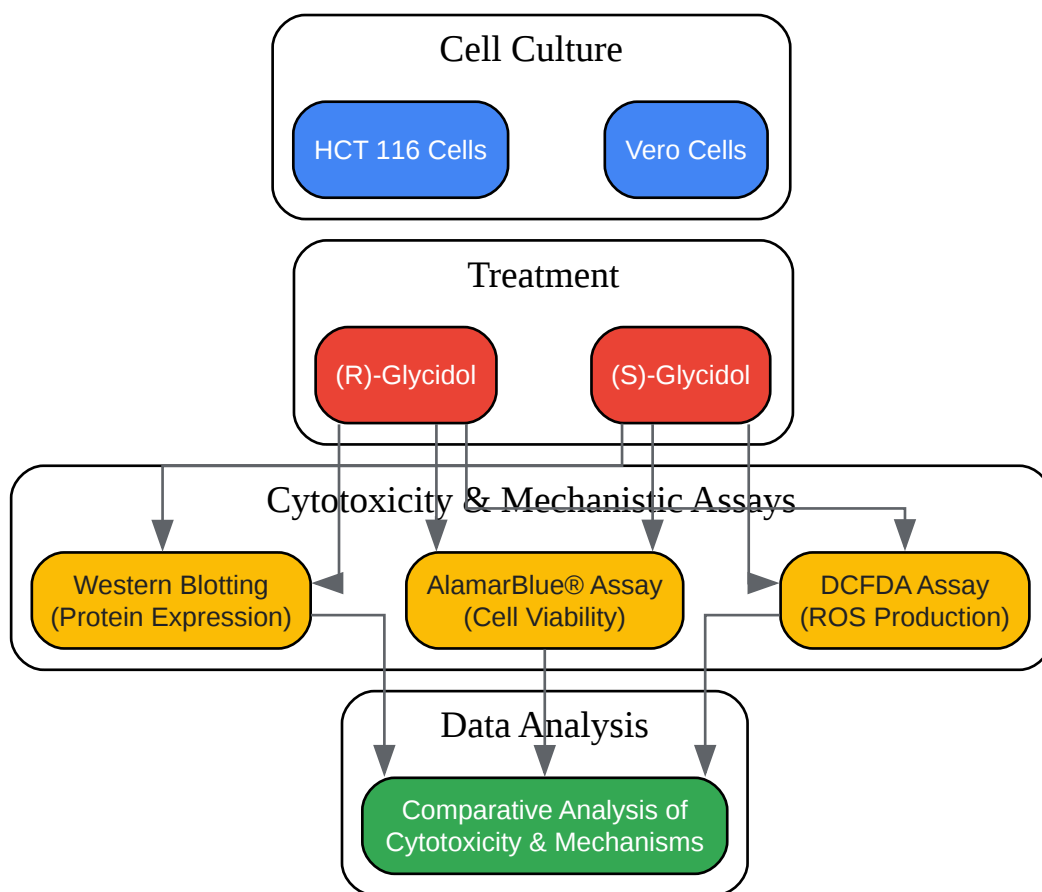 Cell Culture
HCT 116 Cells
Vero Cells
Treatment
(R)-Glycidol
(S)-Glycidol
Cytotoxicity & Mechanistic Assays
Western Blotting
(Protein Expression)
AlamarBlue® Assay
(Cell Viability)
DCFDA Assay
(ROS Production)
Data Analysis
Comparative Analysis of
Cytotoxicity & Mechanisms